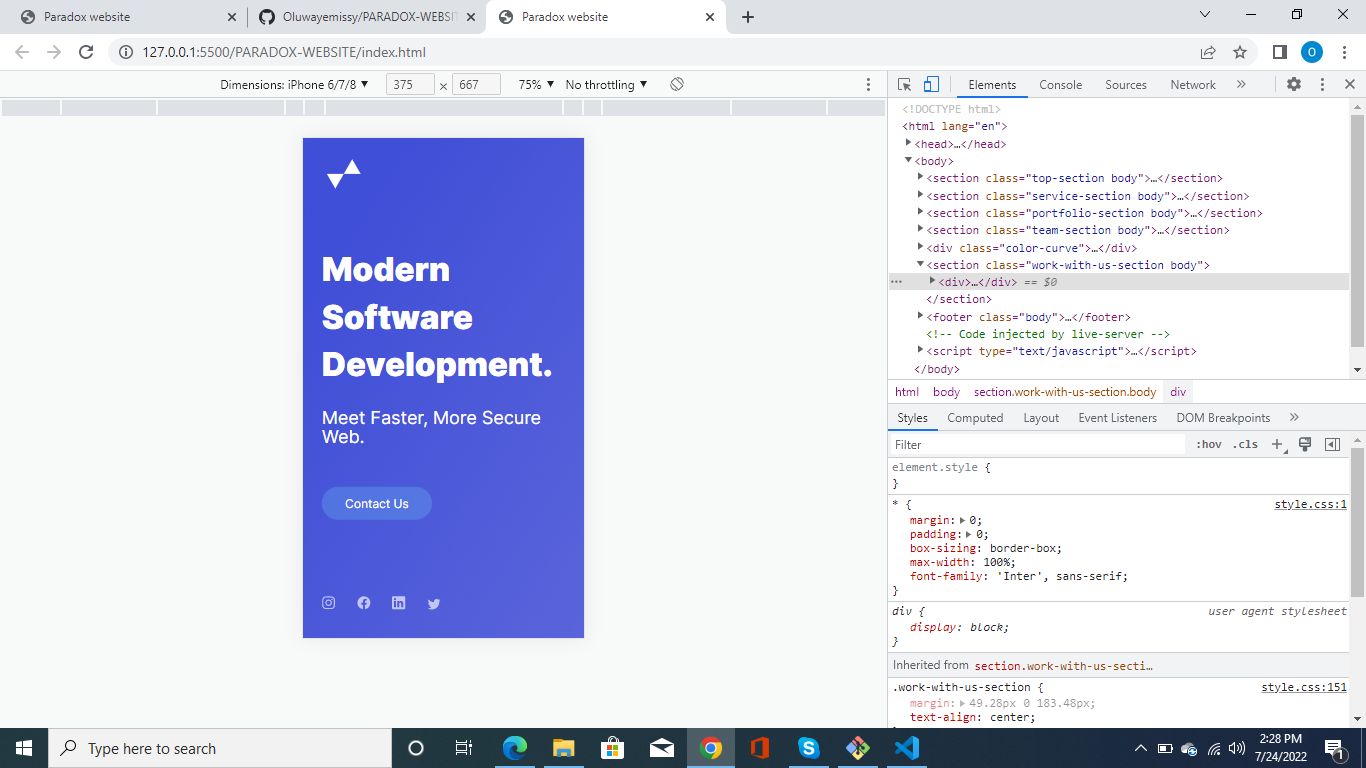 Paradox website
Oluwayemissy/PARADOX-WEBSIT
Paradox website
127.0.0.1:5500/PARADOX-WEBSITE/index.html
O
Dimensions: iPhone 6/7/8 ▼ 375 × 667 75% ▼ No throttling ▼
Elements Console Sources Network »
<!DOCTYPE html>
<html lang="en">
<head>…</head>
<body>
<section class="top-section body">…</section>
<section class="service-section body">…</section>
<section class="portfolio-section body">…</section>
<section class="team-section body">…</section>
<div class="color-curve">…</div>
<section class="work-with-us-section body">
<div>…</div> == $0
</section>
<footer class="body">…</footer>
<!-- Code injected by live-server -->
<script type="text/javascript">…</script>
</body>
html body section.work-with-us-section.body div
Styles Computed Layout Event Listeners DOM Breakpoints »
Filter :hov .cls +
element.style {
}
* { style.css:1
margin: 0;
padding: 0;
box-sizing: border-box;
max-width: 100%;
font-family: 'Inter', sans-serif;
}
div { user agent stylesheet
display: block;
}
Inherited from section.work-with-us-secti…
.work-with-us-section { style.css:151
margin: 49.28px 0 183.48px;
text-align: center;
Modern
Software
Development.
Meet Faster, More Secure
Web.
Contact Us
Type here to search
2:28 PM
7/24/2022
1